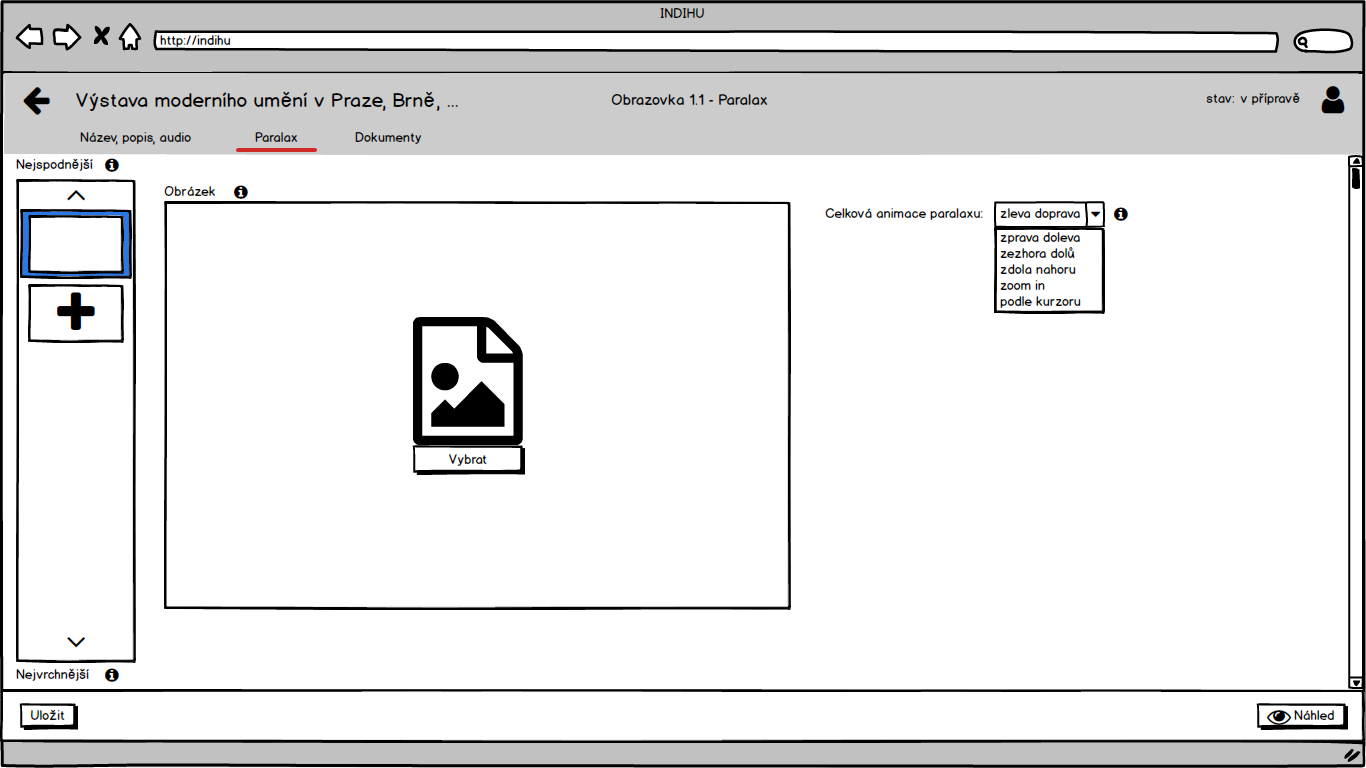 INDIHU
http://indihu
Výstava moderního umění v Praze, Brně, ...
Obrazovka 1.1 - Paralax
stav: v přípravě
Název, popis, audio
Paralax
Dokumenty
Nejspodnější
Obrázek
Celková animace paralaxu:
zleva doprava
zprava doleva
zezhora dolů
zdola nahoru
zoom in
podle kurzoru
Vybrat
Nejvrchnější
Uložit
Náhled